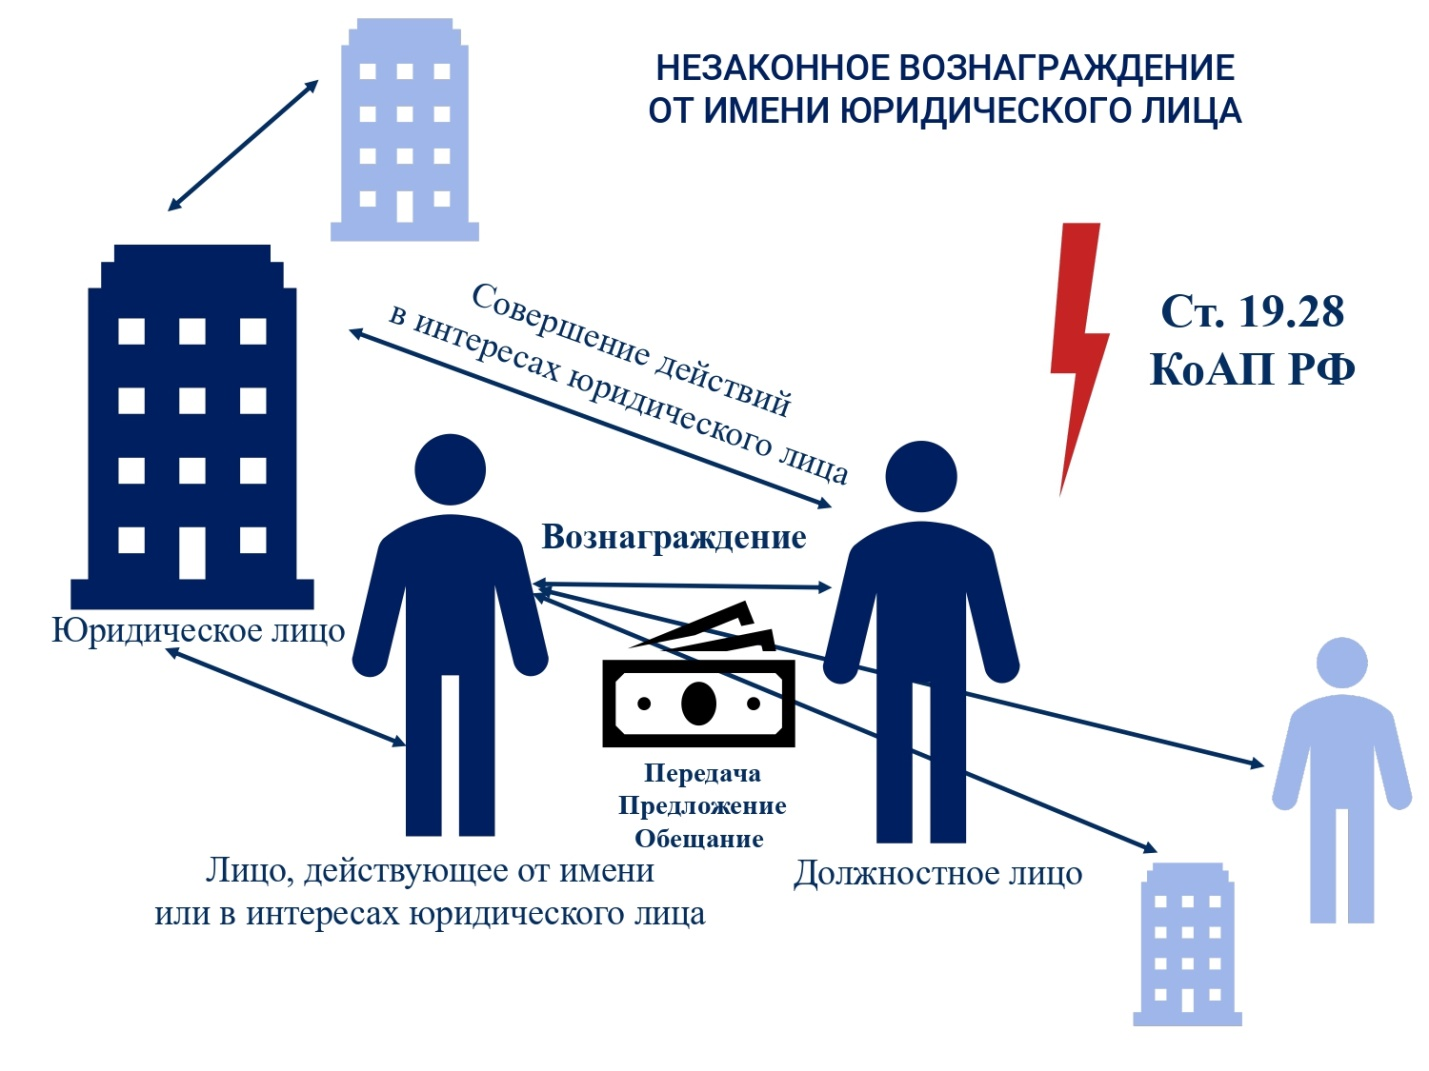 НЕЗАКОННОЕ ВОЗНАГРАЖДЕНИЕ
ОТ ИМЕНИ ЮРИДИЧЕСКОГО ЛИЦА
Совершение действий
в интересах юридического лица
Ст. 19.28
КоАП РФ
Вознаграждение
Юридическое лицо
Передача
Предложение
Обещание
Лицо, действующее от имени
или в интересах юридического лица
Должностное лицо